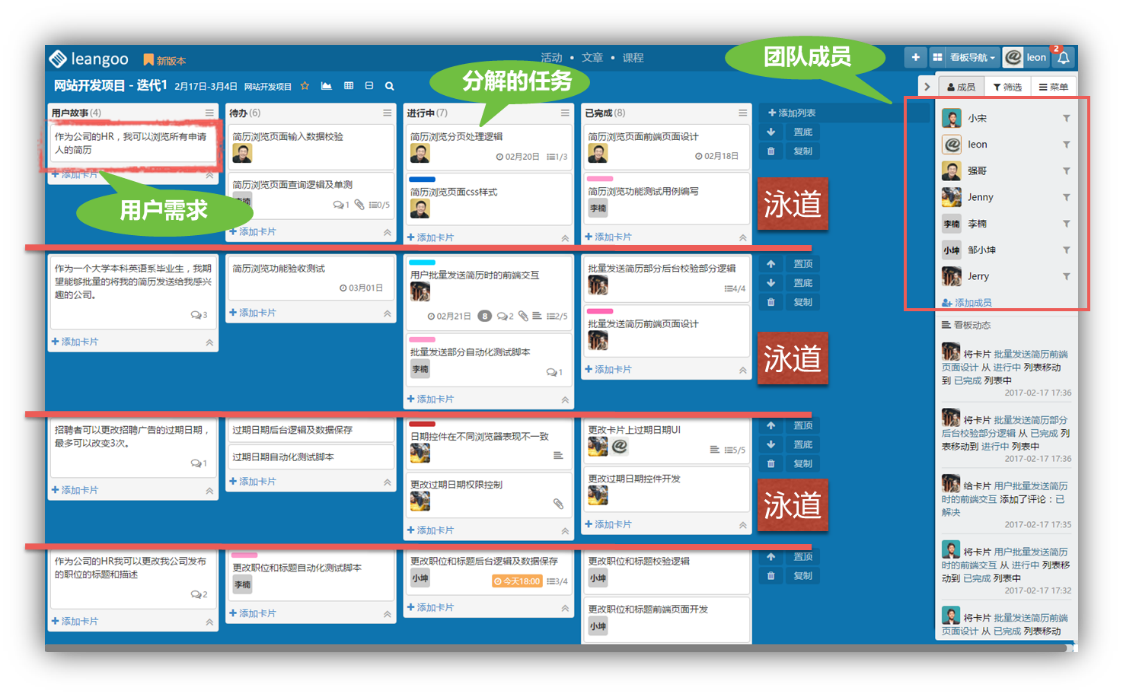 leangoo
新版本
活动 • 文章 • 课程
看板导航
leon
2
网站开发项目 - 迭代1 2月17日-3月4日 网站开发项目
成员 筛选 菜单
团队成员
分解的任务
用户需求
用户故事(4)
作为公司的HR，我可以浏览所有申请
人的简历
+ 添加卡片
待办(6)
简历浏览页面输入数据校验
简历浏览页面查询逻辑及单测
李楠
1 0/5
+ 添加卡片
进行中(7)
简历浏览分页处理逻辑
02月20日 1/3
简历浏览页面css样式
+ 添加卡片
已完成(8)
简历浏览页面前端页面设计
02月18日
简历浏览功能测试用例编写
李楠
+ 添加卡片
+ 添加列表
置底
复制
泳道
作为一个大学本科英语系毕业生，我期
望能够批量的将我的简历发送给我感兴
趣的公司。
3
+ 添加卡片
简历浏览功能验收测试
03月01日
+ 添加卡片
用户批量发送简历时的前端交互
02月21日 8 2 2/5
批量发送部分自动化测试脚本
李楠
1
+ 添加卡片
批量发送简历部分后台校验部分逻辑
4/4
批量发送简历前端页面设计
+ 添加卡片
置顶
置底
复制
泳道
招聘者可以更改招聘广告的过期日期，
最多可以改变3次。
1
+ 添加卡片
过期日期后台逻辑及数据保存
过期日期自动化测试脚本
+ 添加卡片
日期控件在不同浏览器表现不一致
更改过期日期权限控制
+ 添加卡片
更改卡片上过期日期UI
5/5
更改过期日期控件开发
+ 添加卡片
置顶
置底
复制
泳道
作为公司的HR我可以更改我公司发布
的职位的标题和描述
2
+ 添加卡片
更改职位和标题自动化测试脚本
李楠
+ 添加卡片
更改职位和标题后台逻辑及数据保存
小坤
今天18:00 3/4
+ 添加卡片
更改职位和标题校验逻辑
小坤
更改职位和标题前端页面开发
小坤
置顶
复制
小宋
leon
强哥
Jenny
李楠 李楠
小坤 邹小坤
Jerry
添加成员
看板动态
将卡片 批量发送简历前端
页面设计 从 进行中 列表移动
到 已完成 列表中
2017-02-17 17:36
将卡片 批量发送简历部分
后台校验部分逻辑 从 已完成 列
表移动到 进行中 列表中
2017-02-17 17:36
给卡片 用户批量发送简历
时的前端交互 添加了评论：已
解决
2017-02-17 17:35
将卡片 用户批量发送简历
时的前端交互 从 进行中 列表移
动到 已完成 列表中
2017-02-17 17:32
将卡片 批量发送简历前端
页面设计 从 已完成 列表移动